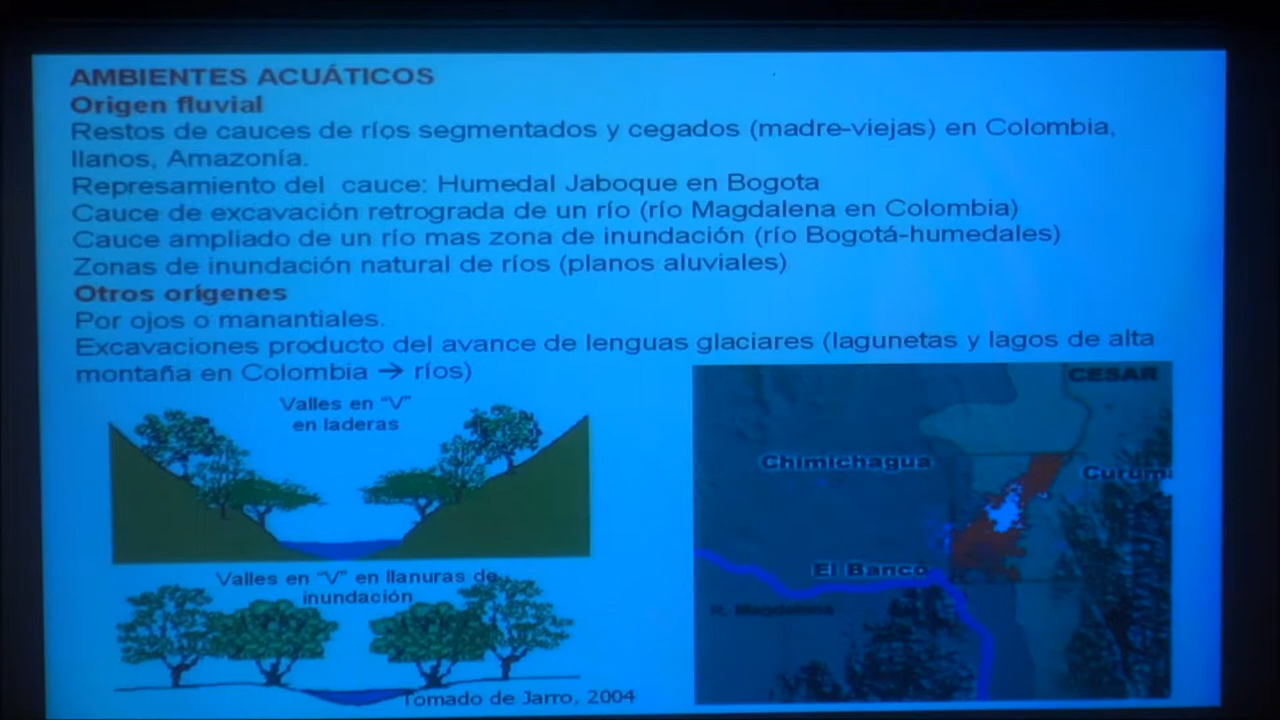 AMBIENTES ACUÁTICOS
Origen fluvial
Restos de cauces de ríos segmentados y cegados (madre-viejas) en Colombia,
llanos, Amazonía.
Represamiento del cauce: Humedal Jaboque en Bogota
Cauce de excavación retrograda de un río (río Magdalena en Colombia)
Cauce ampliado de un río mas zona de inundación (río Bogotá-humedales)
Zonas de inundación natural de ríos (planos aluviales)
Otros orígenes
Por ojos o manantiales.
Excavaciones producto del avance de lenguas glaciares (lagunetas y lagos de alta
montaña en Colombia → ríos)
Valles en "V"
en laderas
Valles en "V" en llanuras de
inundación
Tomado de Jarro, 2004
CESAR
Chimichagua
Curuma
El Banco
R. Magdalena